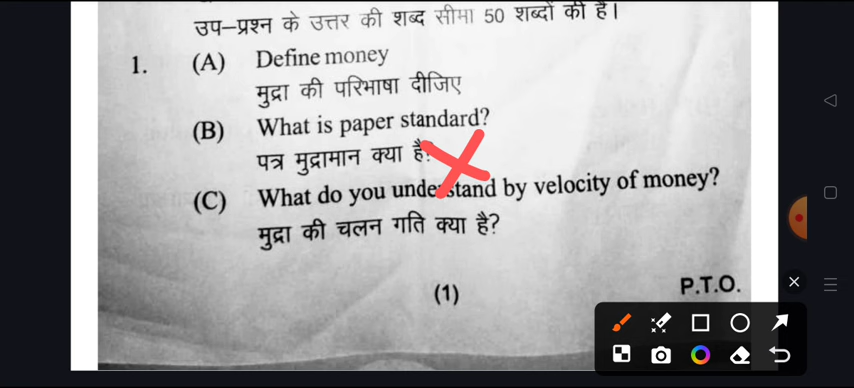 उप-प्रश्न के उत्तर की शब्द सीमा 50 शब्दों की है।
1. (A) Define money
मुद्रा की परिभाषा दीजिए
(B) What is paper standard?
पत्र मुद्रामान क्या है?
(C) What do you understand by velocity of money?
मुद्रा की चलन गति क्या है?
(1) P.T.O.